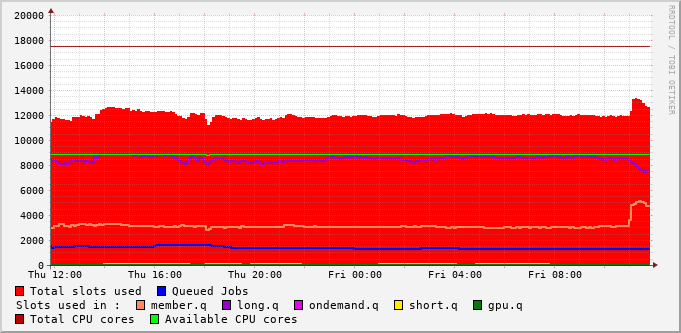 20000
18000
16000
14000
12000
10000
8000
6000
4000
2000
0
Thu 12:00 Thu 16:00 Thu 20:00 Fri 00:00 Fri 04:00 Fri 08:00
RRDTOOL / TOBI OETIKER
Total slots used Queued Jobs
Slots used in : member.q long.q ondemand.q short.q gpu.q
Total CPU cores Available CPU cores